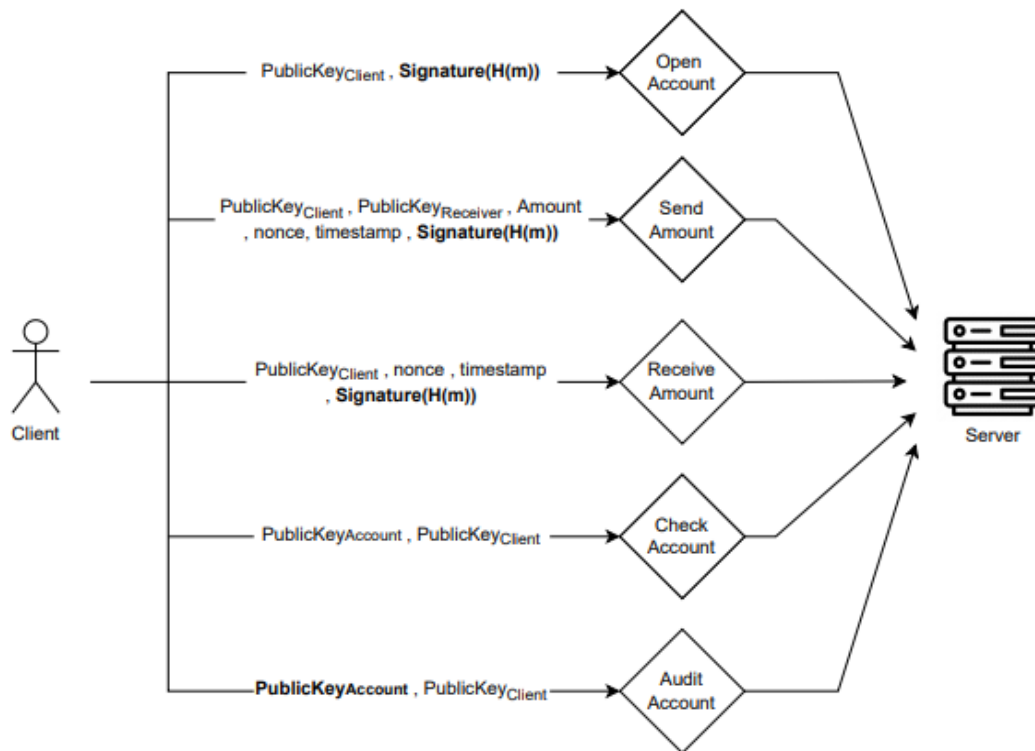 PublicKeyClient , Signature(H(m))
Open
Account
PublicKeyClient , PublicKeyReceiver , Amount
, nonce, timestamp , Signature(H(m))
Send
Amount
PublicKeyClient , nonce , timestamp
, Signature(H(m))
Receive
Amount
Client
Server
PublicKeyAccount , PublicKeyClient
Check
Account
PublicKeyAccount , PublicKeyClient
Audit
Account